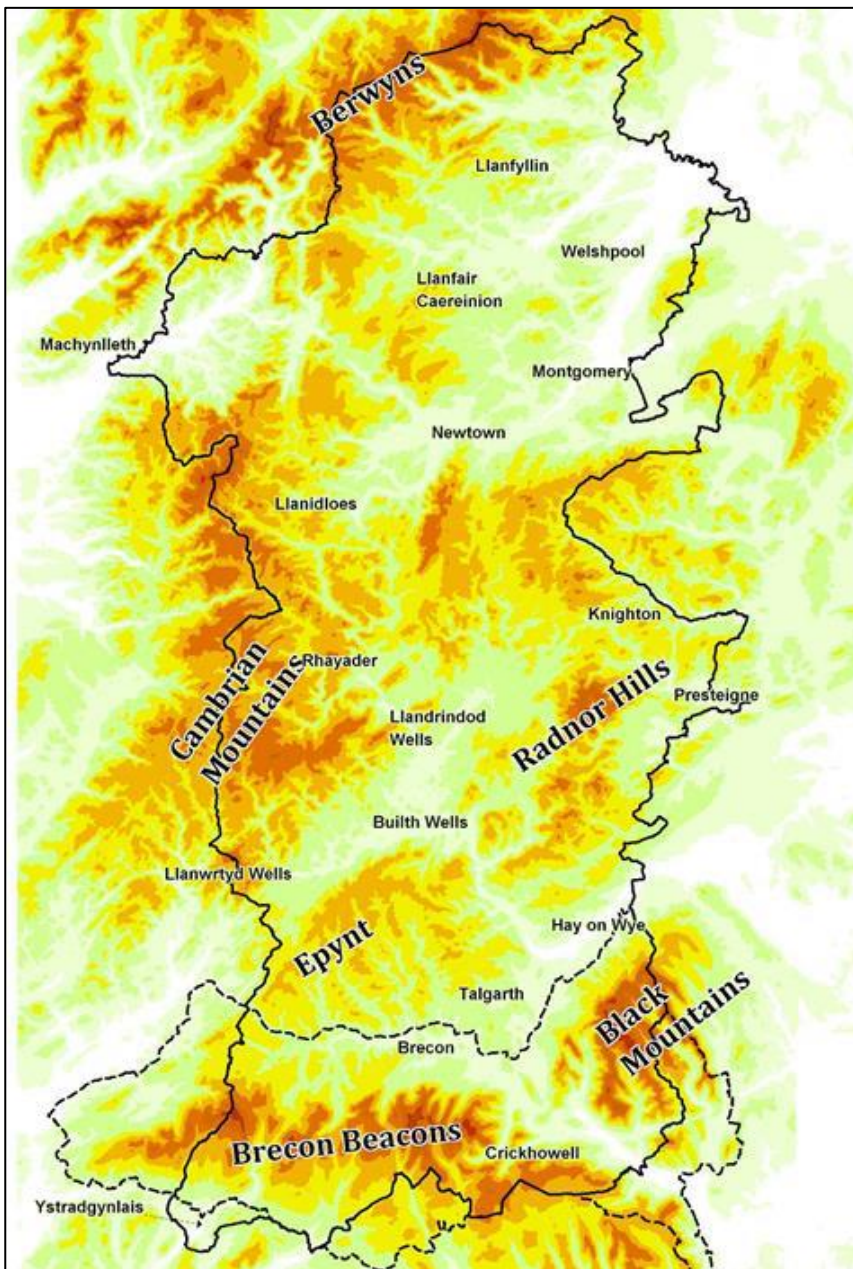 Berwyns
Llanfyllin
Welshpool
Llanfair
Caereinion
Machynlleth
Montgomery
Newtown
Llanidloes
Knighton
Cambrian
Mountains
Rhayader
Radnor Hills
Presteigne
Llandrindod
Wells
Builth Wells
Llanwrtyd Wells
Hay on Wye
Epynt
Talgarth
Black
Mountains
Brecon
Brecon Beacons
Crickhowell
Ystradgynlais